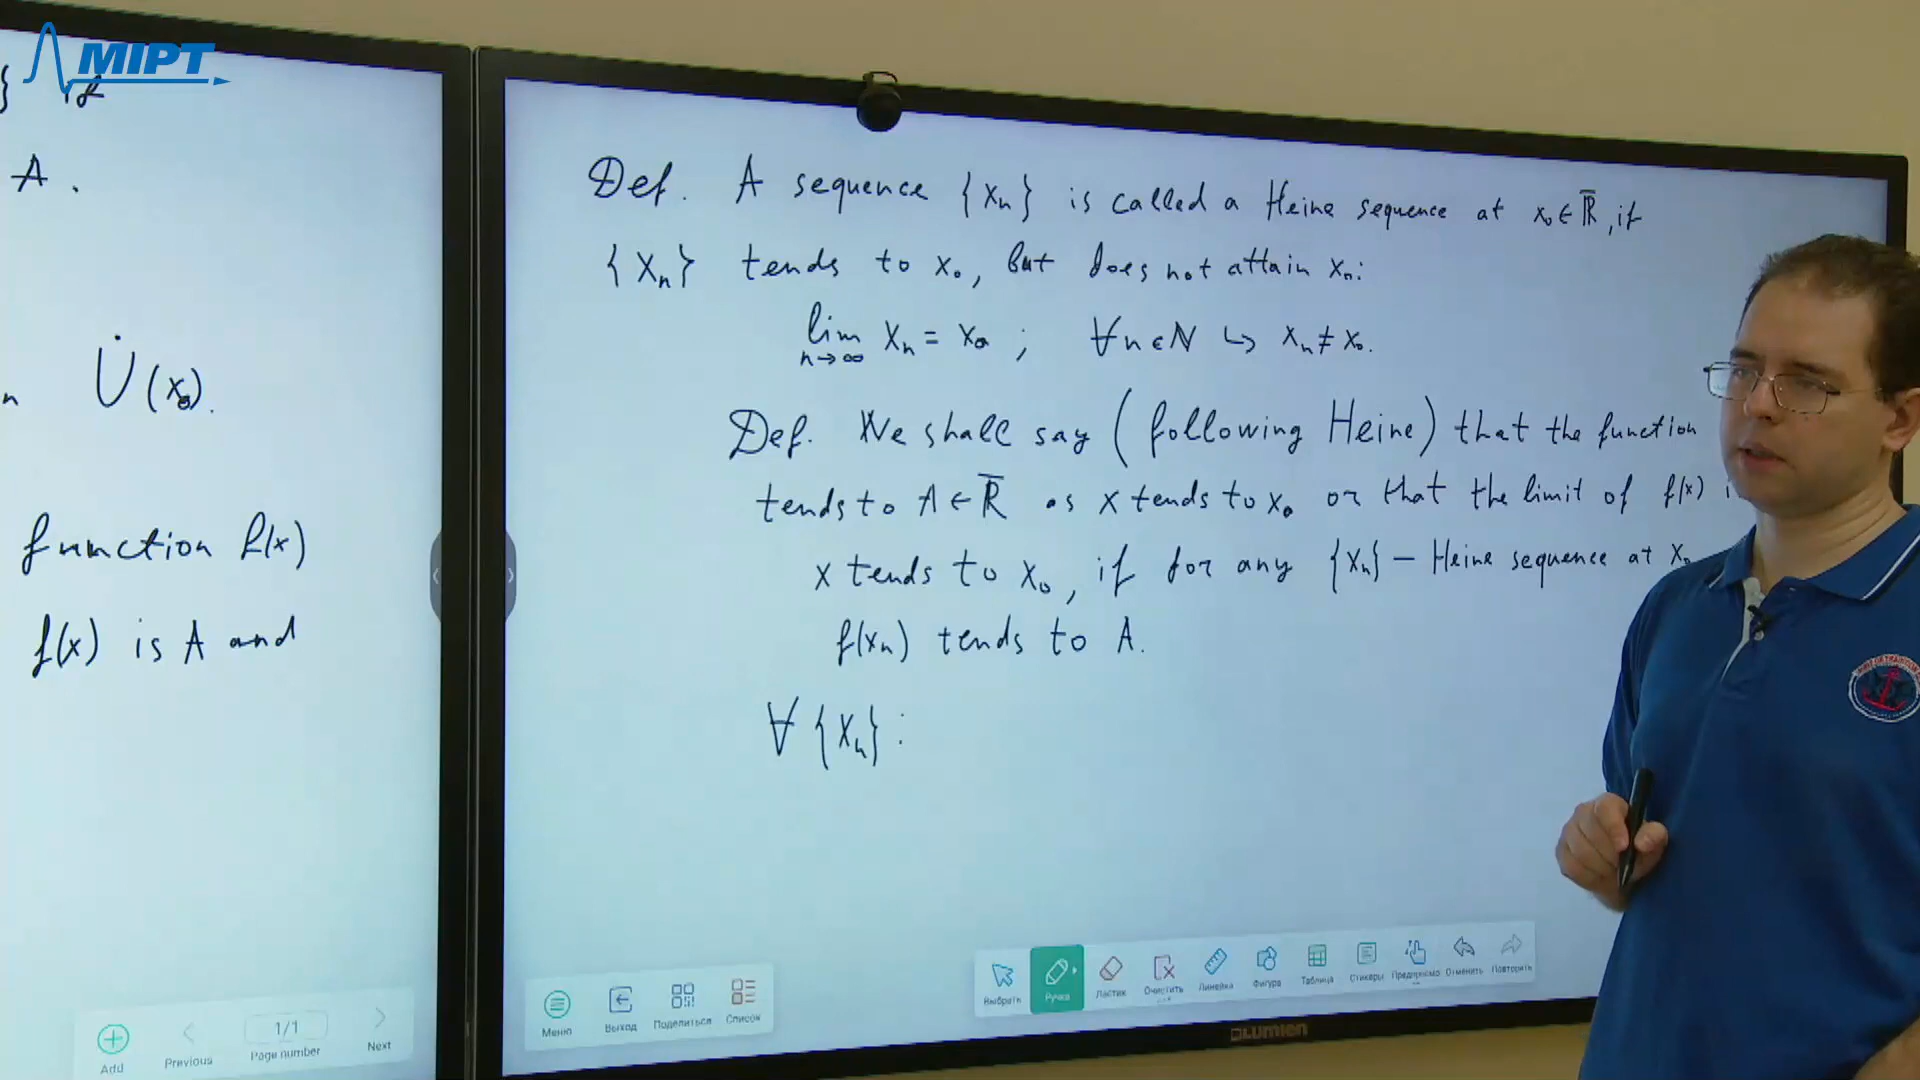 MIPT
} if
A.
n U̇(x₀).
function f(x)
f(x) is A and
Def. A sequence {xₙ} is called a Heine sequence at x₀ ∈ R̅, if
{xₙ} tends to x₀, but does not attain x₀:
lim xₙ = x₀ ; ∀n ∈ ℕ ↪ xₙ ≠ x₀.
n→∞
Def. We shall say (following Heine) that the function
tends to A ∈ R̅ as x tends to x₀ or that the limit of f(x) i
x tends to x₀, if for any {xₙ} – Heine sequence at x₀
f(xₙ) tends to A.
∀ {xₙ} :
Add
Previous
1/1
Page number
Next
Меню
Выход
Поделиться
Список
Выбрать
Ручка
Ластик
Очистить
Линейка
Фигура
Таблица
Стикеры
Отменить
Повторить
Lumien